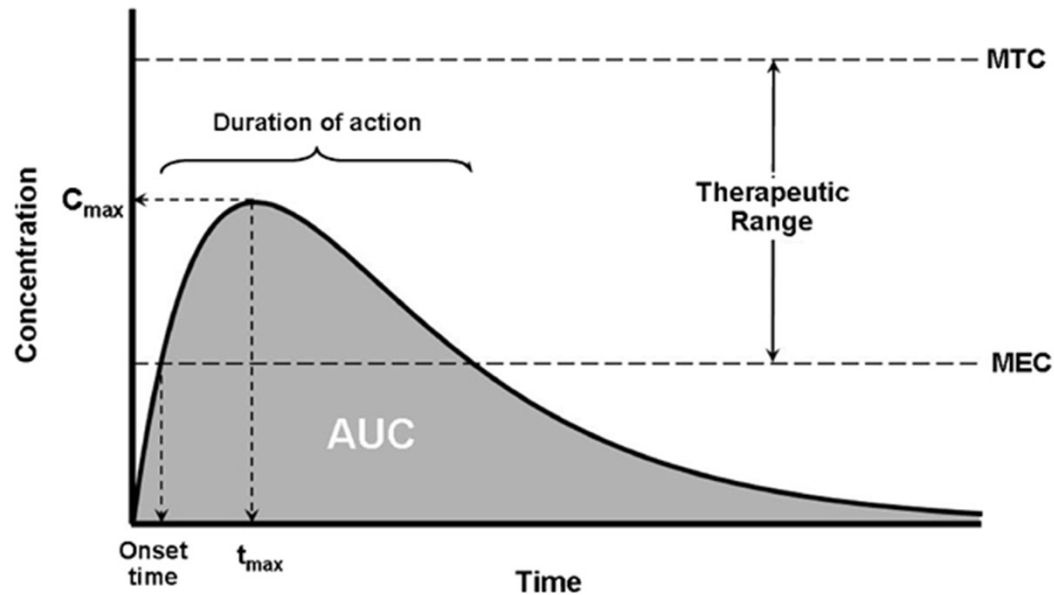 MTC
Duration of action
Therapeutic
Range
Cmax
Concentration
MEC
AUC
Onset
time
tmax
Time